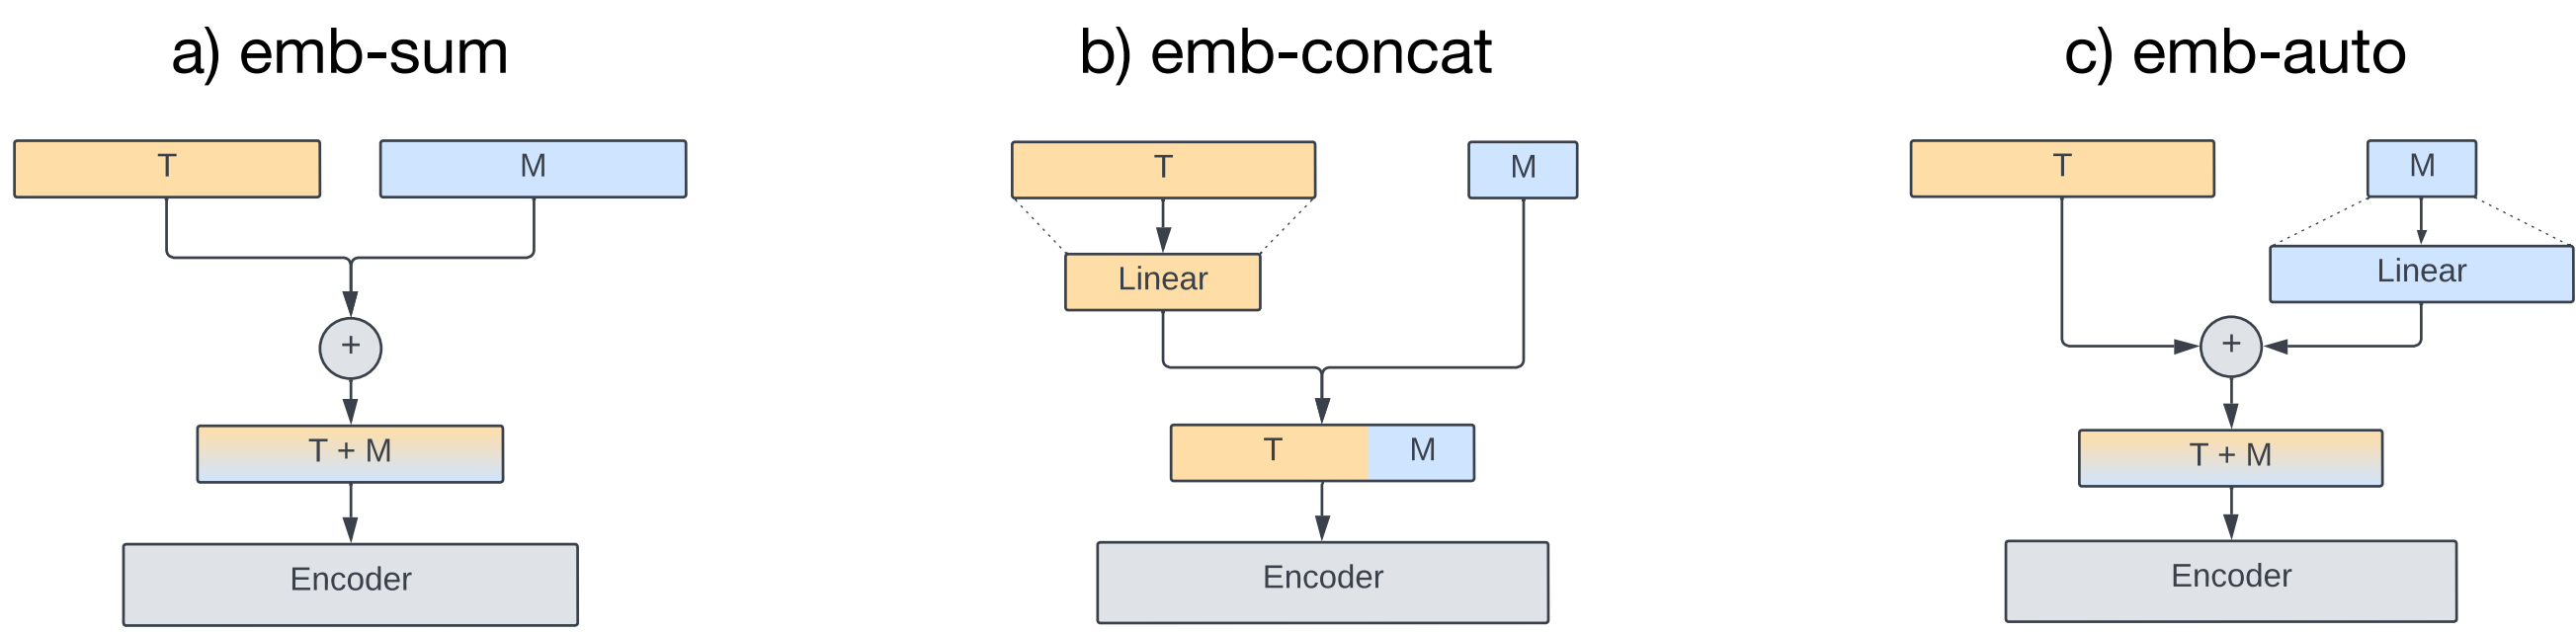 a) emb-sum
T
M
+
T + M
Encoder
b) emb-concat
T
M
Linear
T
M
Encoder
c) emb-auto
T
M
Linear
+
T + M
Encoder